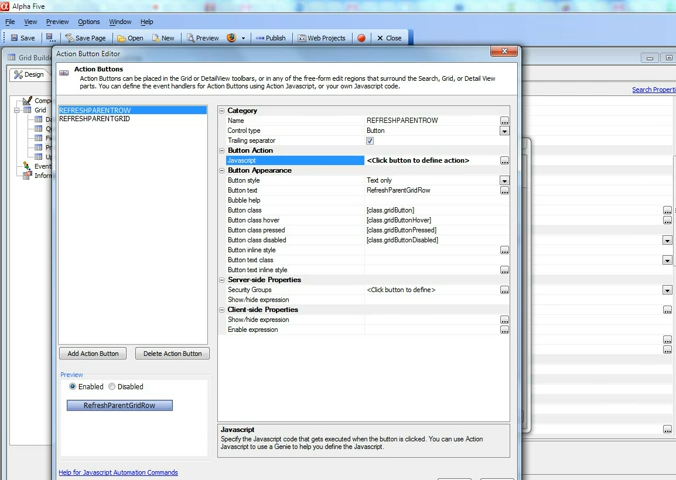 Alpha Five
File View Preview Options Window Help
Save Save Page Open New Preview Publish Web Projects Close
Grid Builde
Design
Search Properti
Comp
Grid
Da
Qu
Fiel
Pre
Up
Event
Inform
Action Button Editor
Action Buttons
Action Buttons can be placed in the Grid or DetailView toolbars, or in any of the free-form edit regions that surround the Search, Grid, or Detail View
parts. You can define the event handlers for Action Buttons using Action Javascript, or your own Javascript code.
REFRESHPARENTROW
REFRESHPARENTGRID
Category
Name REFRESHPARENTROW
Control type Button
Trailing separator
Button Action
Javascript <Click button to define action>
Button Appearance
Button style Text only
Button text RefreshParentGridRow
Bubble help
Button class [class.gridButton]
Button class hover [class.gridButtonHover]
Button class pressed [class.gridButtonPressed]
Button class disabled [class.gridButtonDisabled]
Button inline style
Button text class
Button text inline style
Server-side Properties
Security Groups <Click button to define>
Show/hide expression
Client-side Properties
Show/hide expression
Enable expression
Add Action Button Delete Action Button
Preview
Enabled Disabled
RefreshParentGridRow
Javascript
Specify the Javascript code that gets executed when the button is clicked. You can use Action
Javascript to use a Genie to help you define the Javascript.
Help for Javascript Automation Commands